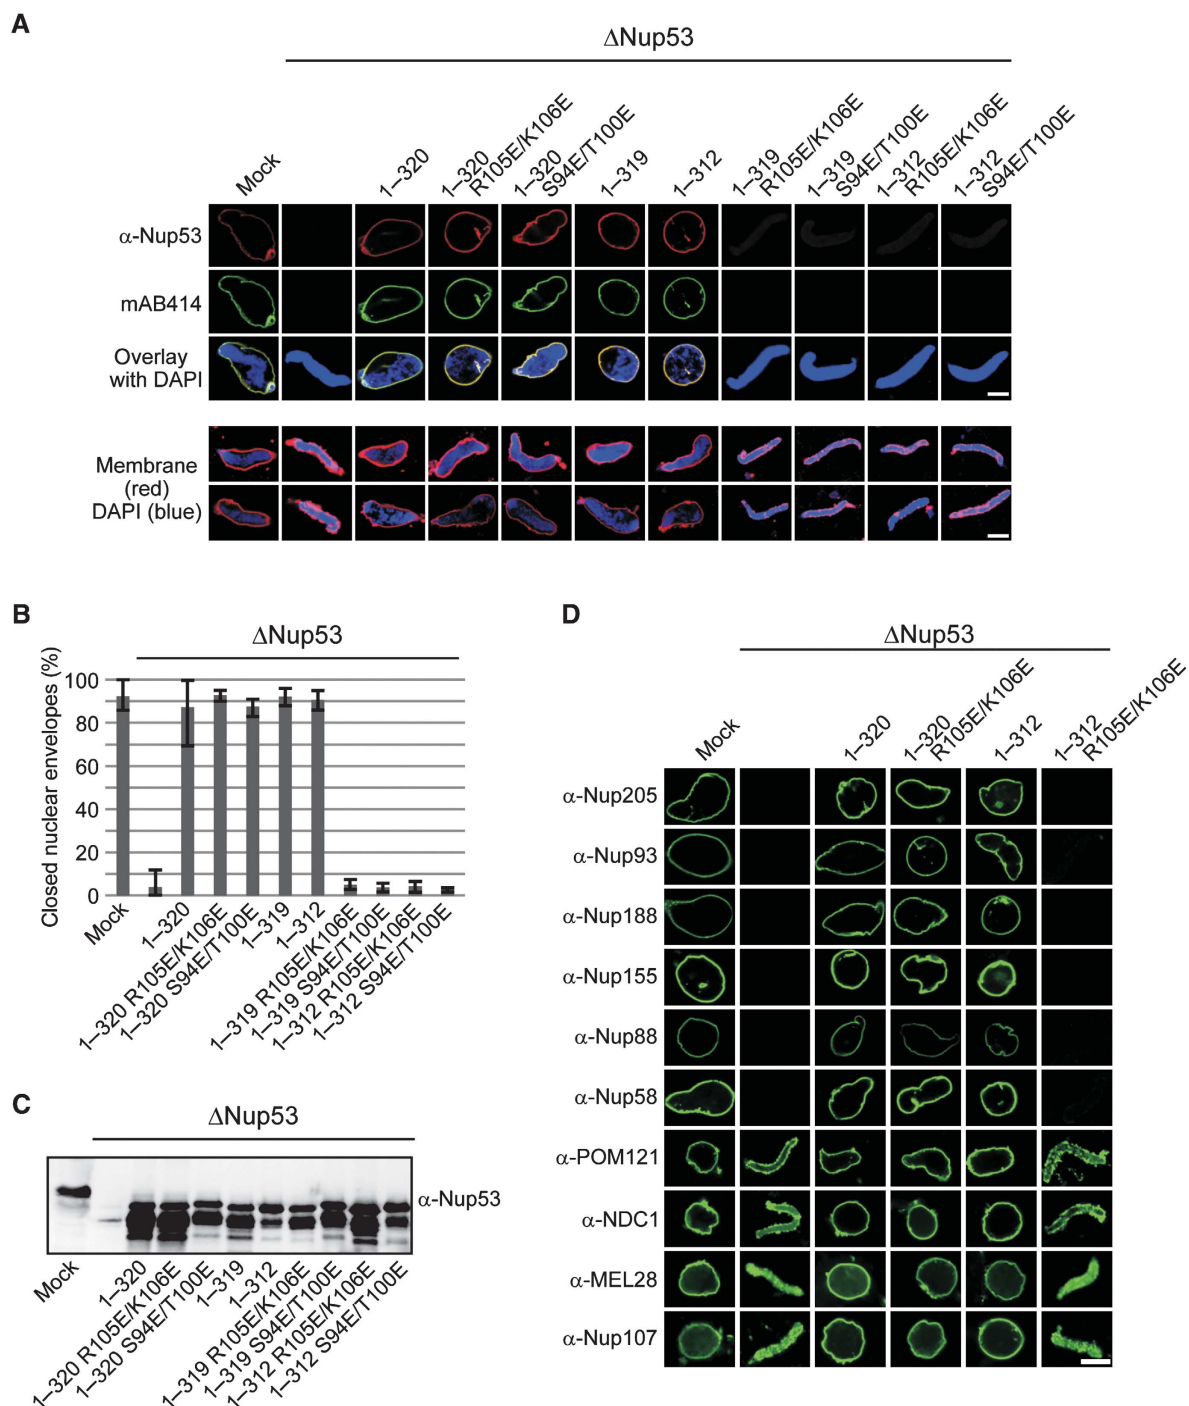 A
ΔNup53
Mock
1–320
1–320
R105E/K106E
1–320
S94E/T100E
1–319
1–312
1–319
R105E/K106E
1–319
S94E/T100E
1–312
R105E/K106E
1–312
S94E/T100E
α-Nup53
mAB414
Overlay
with DAPI
Membrane
(red)
DAPI (blue)
B
ΔNup53
Closed nuclear envelopes (%)
100
80
60
40
20
0
Mock
1–320
1–320 R105E/K106E
1–320 S94E/T100E
1–319
1–312
1–319 R105E/K106E
1–319 S94E/T100E
1–312 R105E/K106E
1–312 S94E/T100E
C
ΔNup53
α-Nup53
Mock
1–320
1–320 R105E/K106E
1–320 S94E/T100E
1–319
1–312
1–319 R105E/K106E
1–319 S94E/T100E
1–312 R105E/K106E
1–312 S94E/T100E
D
ΔNup53
Mock
1–320
1–320
R105E/K106E
1–312
1–312
R105E/K106E
α-Nup205
α-Nup93
α-Nup188
α-Nup155
α-Nup88
α-Nup58
α-POM121
α-NDC1
α-MEL28
α-Nup107